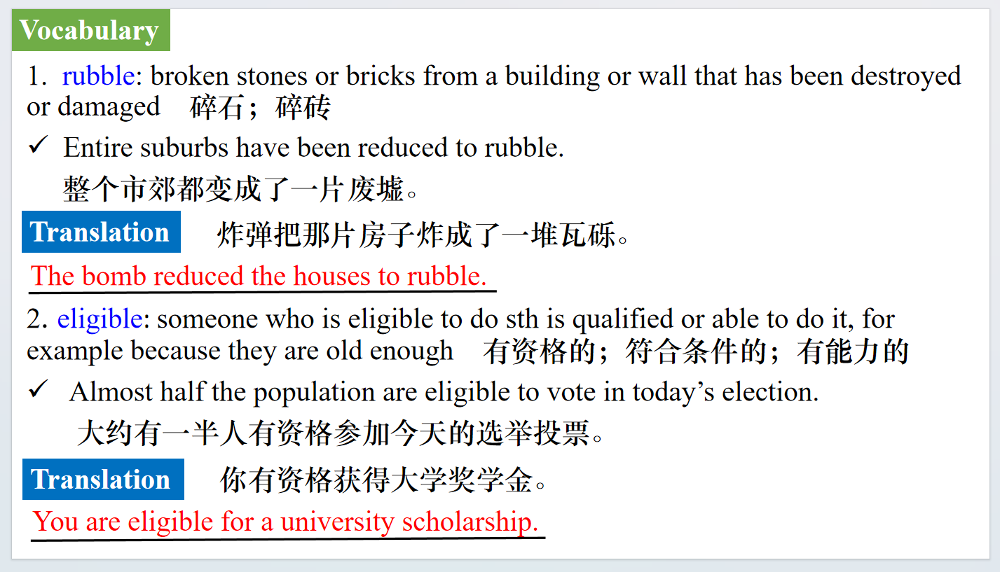 Vocabulary
1. rubble: broken stones or bricks from a building or wall that has been destroyed
or damaged 碎石；碎砖
✓ Entire suburbs have been reduced to rubble.
整个市郊都变成了一片废墟。
Translation 炸弹把那片房子炸成了一堆瓦砾。
The bomb reduced the houses to rubble.
2. eligible: someone who is eligible to do sth is qualified or able to do it, for
example because they are old enough 有资格的；符合条件的；有能力的
✓ Almost half the population are eligible to vote in today’s election.
大约有一半人有资格参加今天的选举投票。
Translation 你有资格获得大学奖学金。
You are eligible for a university scholarship.